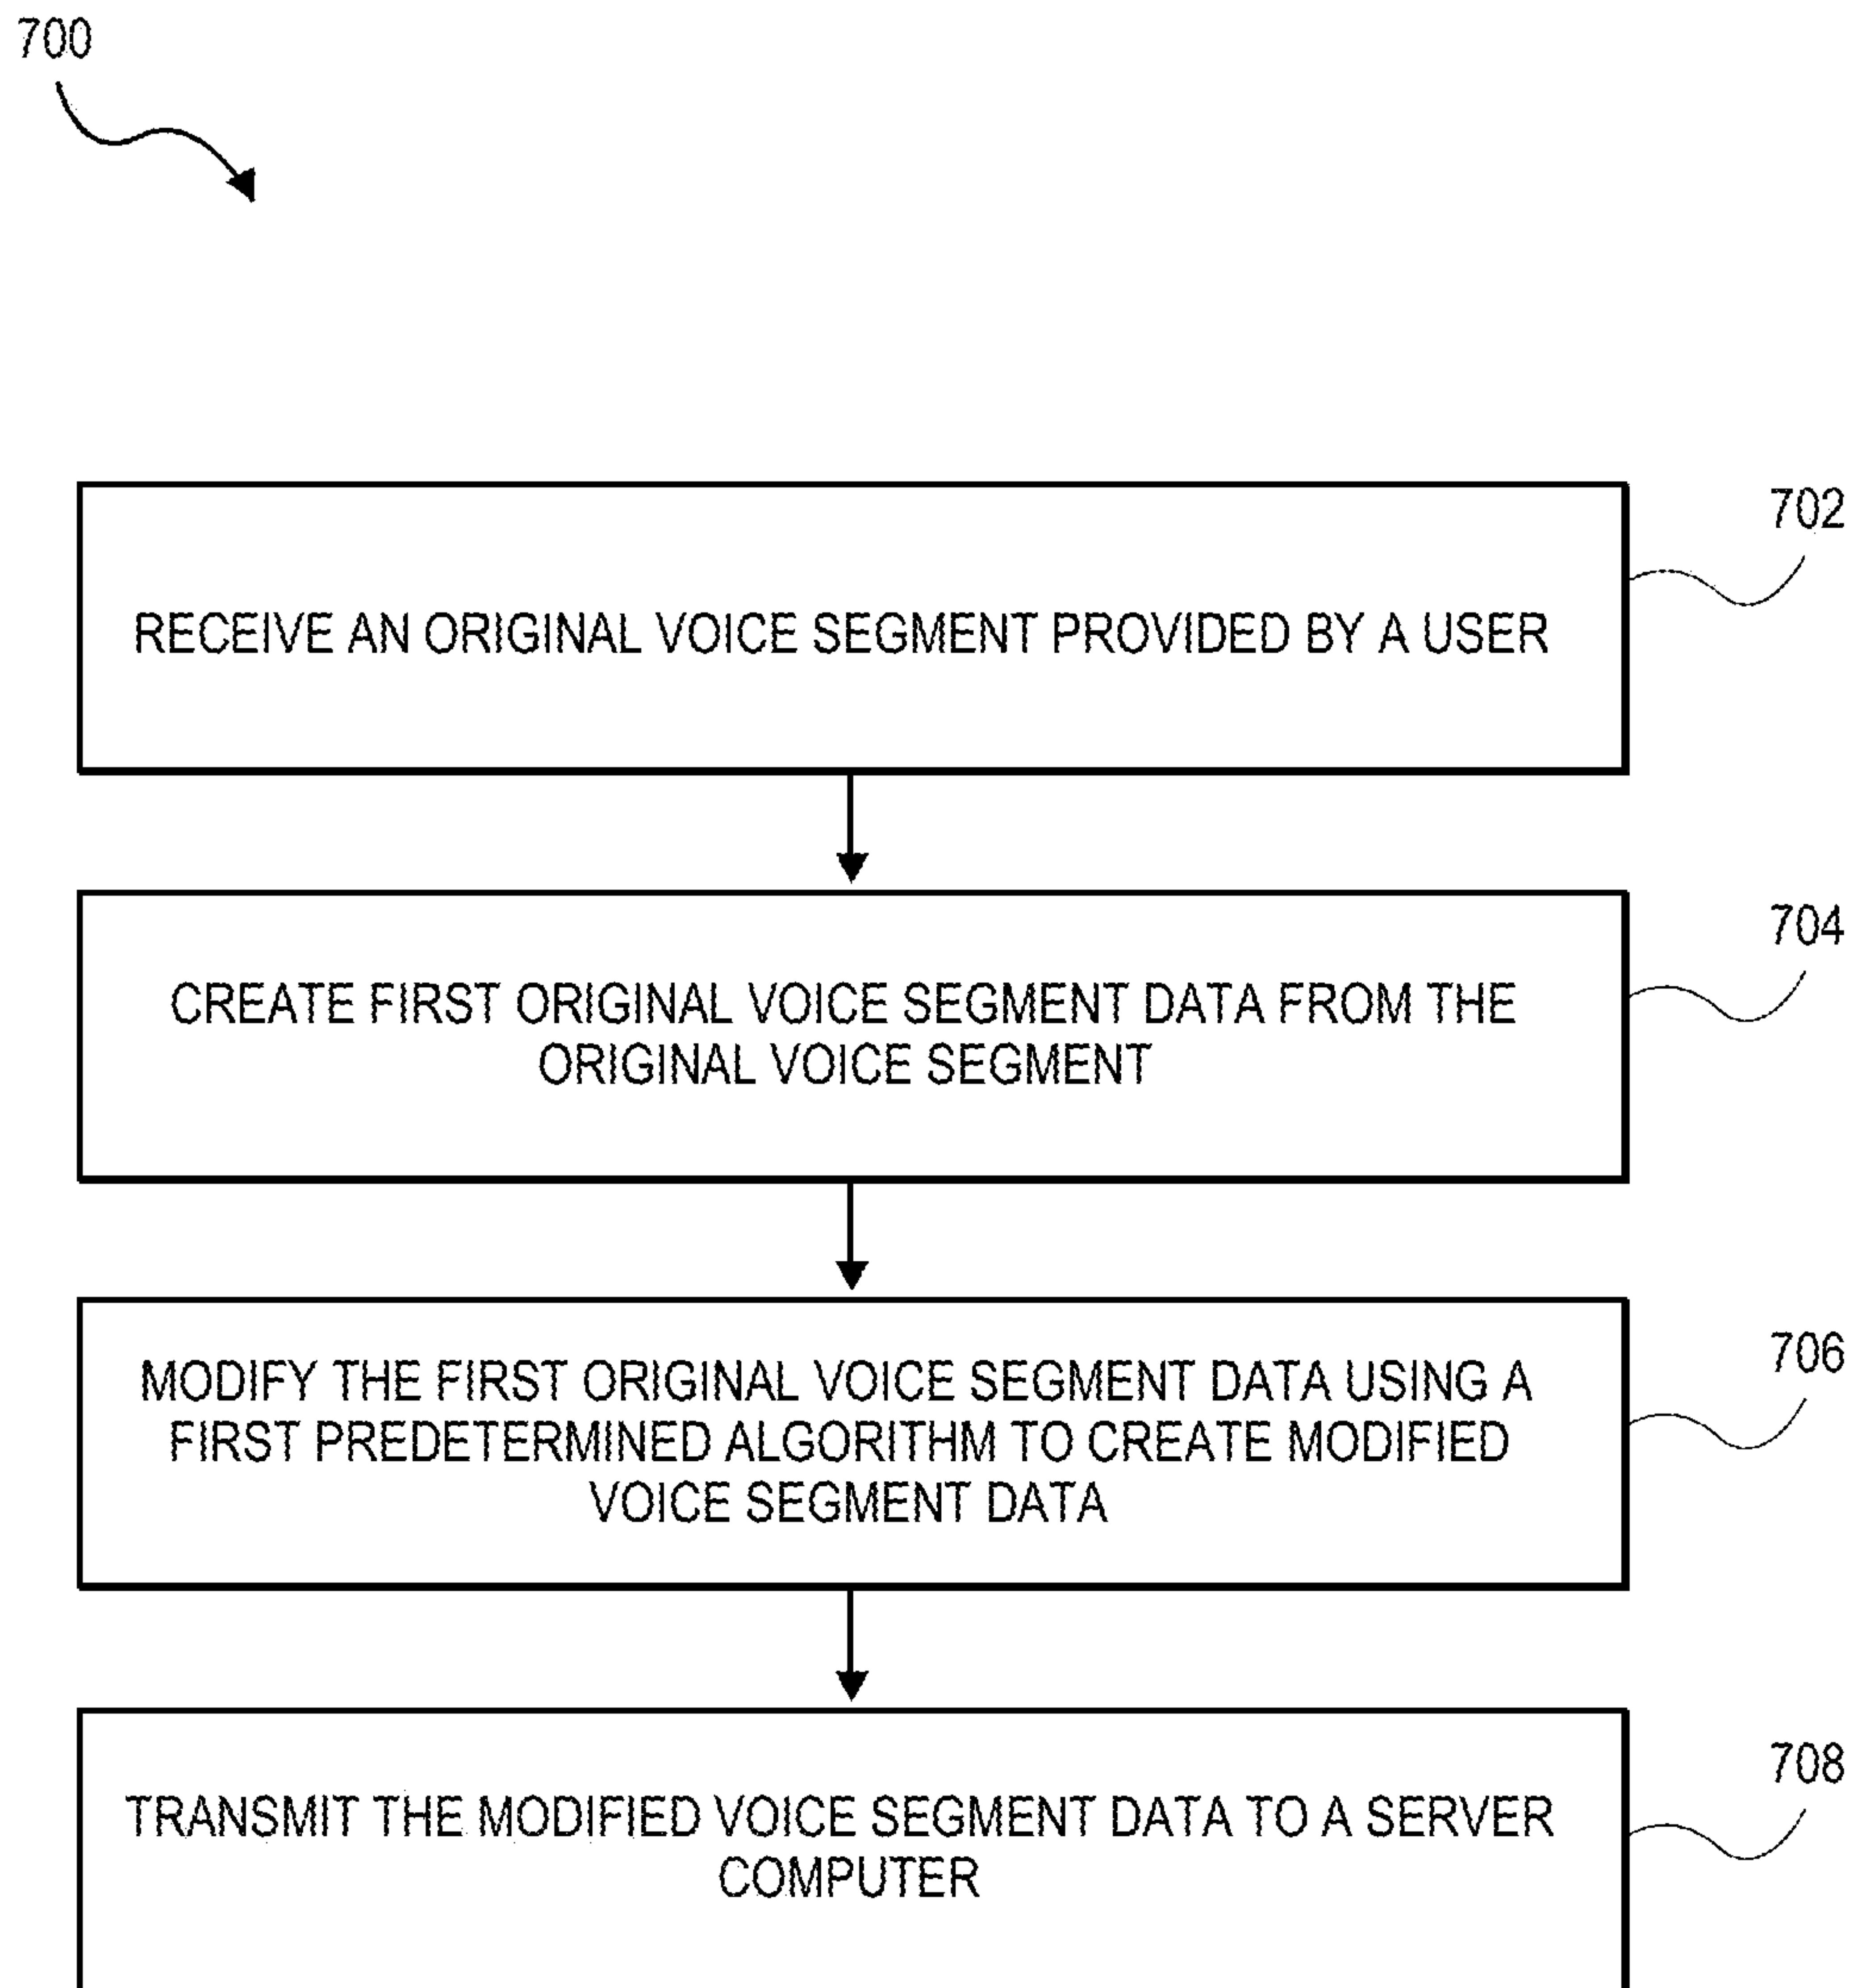 700
702
RECEIVE AN ORIGINAL VOICE SEGMENT PROVIDED BY A USER
704
CREATE FIRST ORIGINAL VOICE SEGMENT DATA FROM THE
ORIGINAL VOICE SEGMENT
706
MODIFY THE FIRST ORIGINAL VOICE SEGMENT DATA USING A
FIRST PREDETERMINED ALGORITHM TO CREATE MODIFIED
VOICE SEGMENT DATA
708
TRANSMIT THE MODIFIED VOICE SEGMENT DATA TO A SERVER
COMPUTER